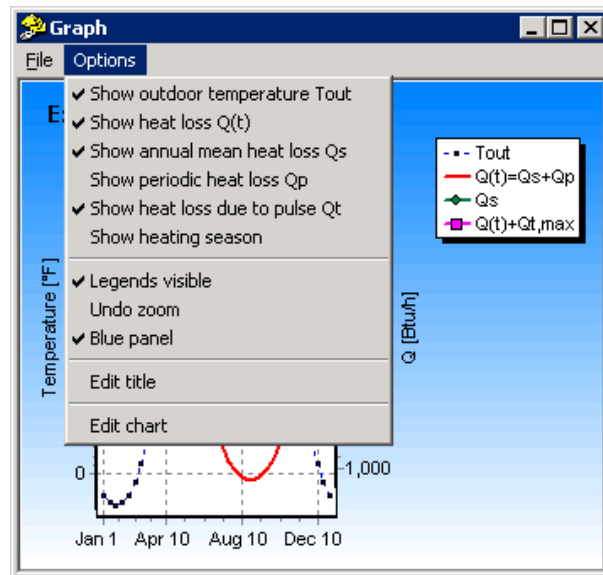 Graph
File Options
Show outdoor temperature Tout
Show heat loss Q(t)
Show annual mean heat loss Qs
Show periodic heat loss Qp
Show heat loss due to pulse Qt
Show heating season
Legends visible
Undo zoom
Blue panel
Edit title
Edit chart
Tout
Q(t)=Qs+Qp
Qs
Q(t)+Qt,max
Temperature [°F]
Q [Btu/h]
0
-1,000
Jan 1 Apr 10 Aug 10 Dec 10